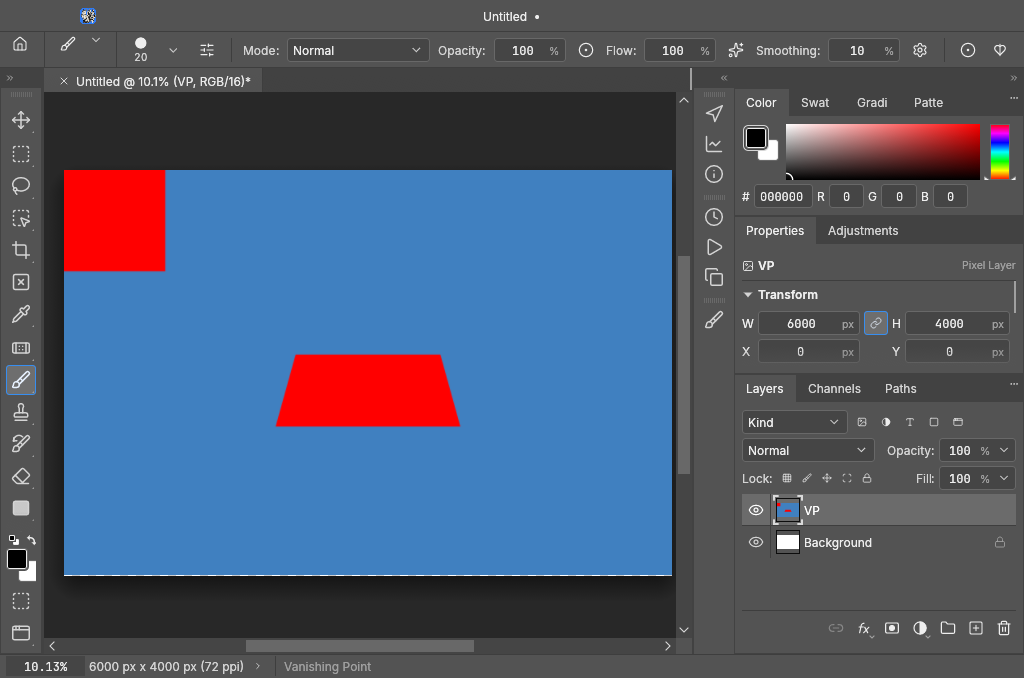 Untitled •
20
Mode: Normal Opacity: 100 % Flow: 100 % Smoothing: 10 %
Untitled @ 10.1% (VP, RGB/16)*
Color Swat Gradi Patte
# 000000 R 0 G 0 B 0
Properties Adjustments
VP Pixel Layer
Transform
W 6000 px H 4000 px
X 0 px Y 0 px
Layers Channels Paths
Kind
Normal Opacity: 100 %
Lock: Fill: 100 %
VP
Background
fx
10.13% 6000 px x 4000 px (72 ppi) Vanishing Point